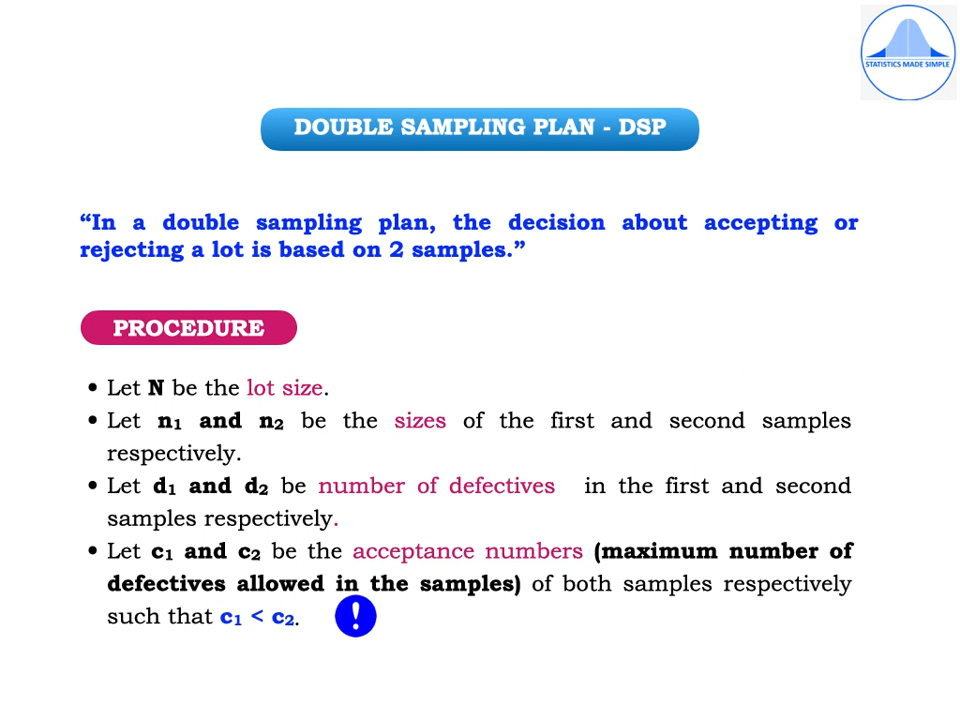 STATISTICS MADE SIMPLE
DOUBLE SAMPLING PLAN - DSP
“In a double sampling plan, the decision about accepting or
rejecting a lot is based on 2 samples.”
PROCEDURE
• Let N be the lot size.
• Let n₁ and n₂ be the sizes of the first and second samples
respectively.
• Let d₁ and d₂ be number of defectives in the first and second
samples respectively.
• Let c₁ and c₂ be the acceptance numbers (maximum number of
defectives allowed in the samples) of both samples respectively
such that c₁ < c₂. !